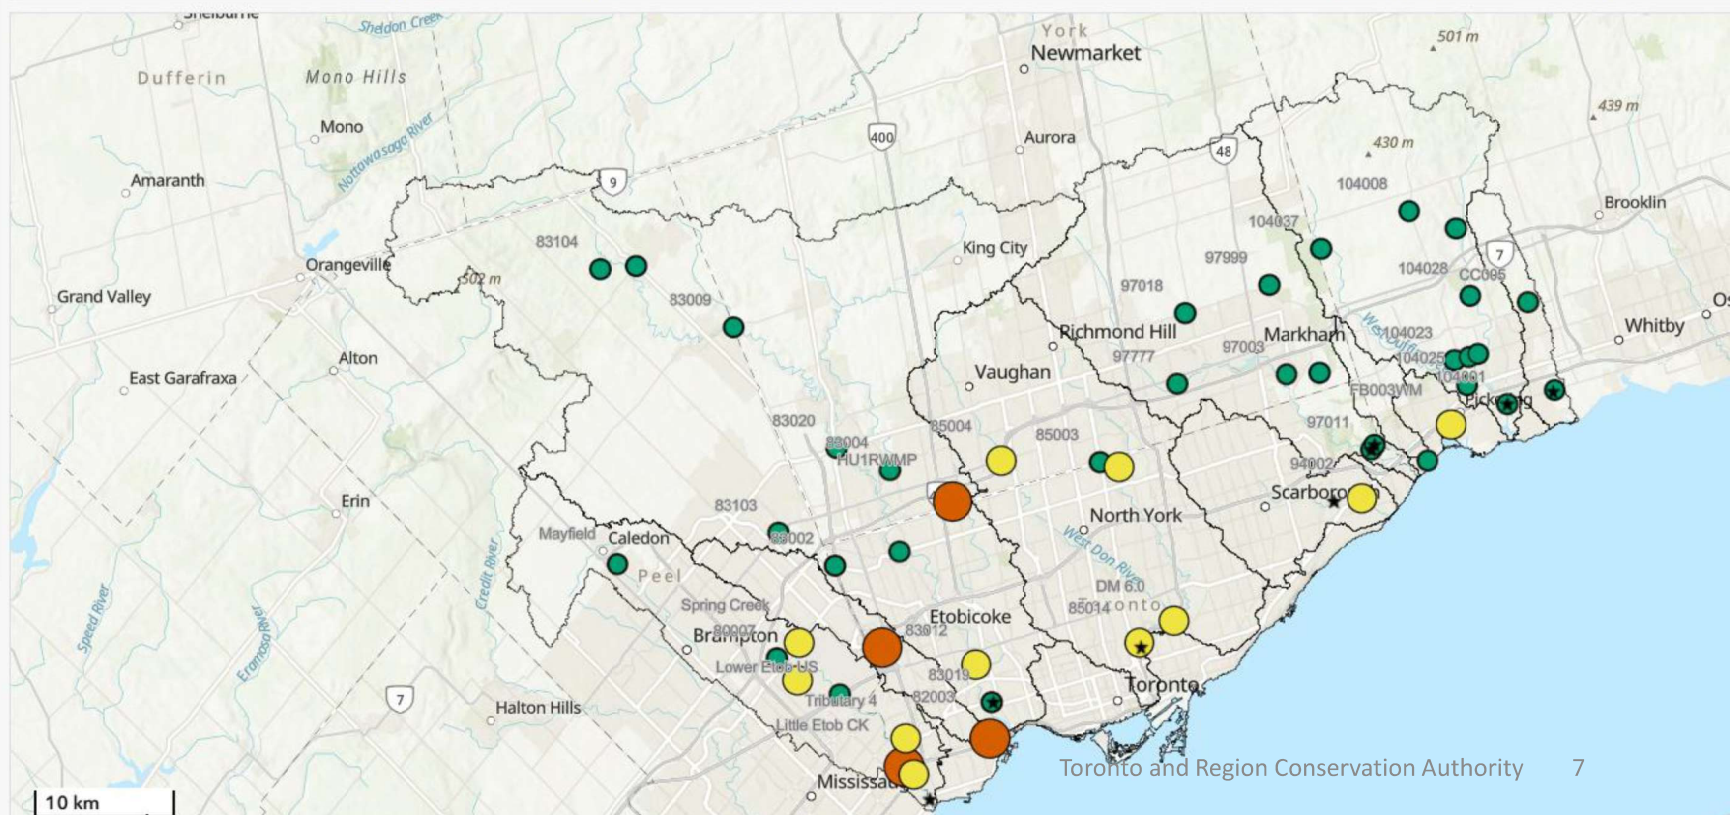 Shelburne
Sheldon Creek
Dufferin
Mono Hills
York
Newmarket
501 m
439 m
Mono
400
Aurora
48
430 m
Nottawasaga River
Amaranth
9
104008
Brooklin
104037
83104
King City
7
Orangeville
502 m
97999
104028
CC005
Grand Valley
83009
97018
Whitby
Richmond Hill
Markham
104023
97777
97003
104025
Alton
Vaughan
104001
East Garafraxa
FB003WM
Pickering
83020
85004
85003
97011
83004
HU1RWMP
94002
Erin
83103
Scarborough
North York
Mayfield
Caledon
83002
Credit River
Peel
West Don River
DM 6.0
Speed River
Spring Creek
85014
Toronto
Eramosa River
80007
Brampton
Etobicoke
83012
Lower Etob US
83019
Toronto
7
Halton Hills
Tributary 4
82003
Little Etob CK
Mississau
Toronto and Region Conservation Authority 7
10 km